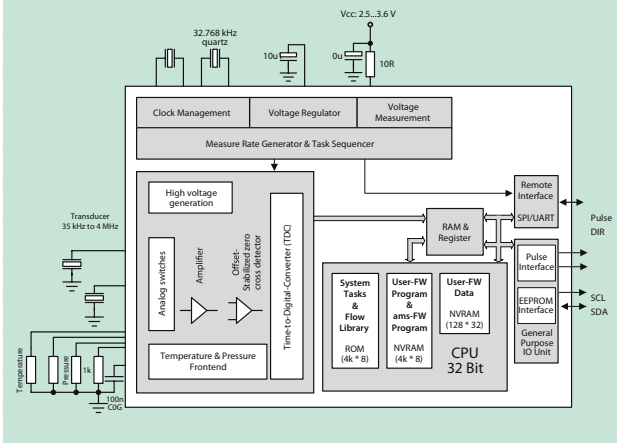 Vcc: 2.5...3.6 V
32.768 kHz
quartz
10u
0u
10R
Clock Management
Voltage Regulator
Voltage
Measurement
Measure Rate Generator & Task Sequencer
High voltage
generation
Remote
Interface
SPI/UART
Pulse
DIR
Transducer
35 kHz to 4 MHz
RAM &
Register
Analog switches
Amplifier
Offset-
Stabilized zero
cross detector
Time-to-Digital-Converter (TDC)
Pulse
Interface
System
Tasks
&
Flow
Library
ROM
(4k * 8)
User-FW
Program
&
ams-FW
Program
NVRAM
(4k * 8)
User-FW
Data
NVRAM
(128 * 32)
CPU
32 Bit
EEPROM
Interface
SCL
SDA
General
Purpose
IO Unit
Temperature & Pressure
Frontend
Temperature
Pressure
1k
100n
C0G